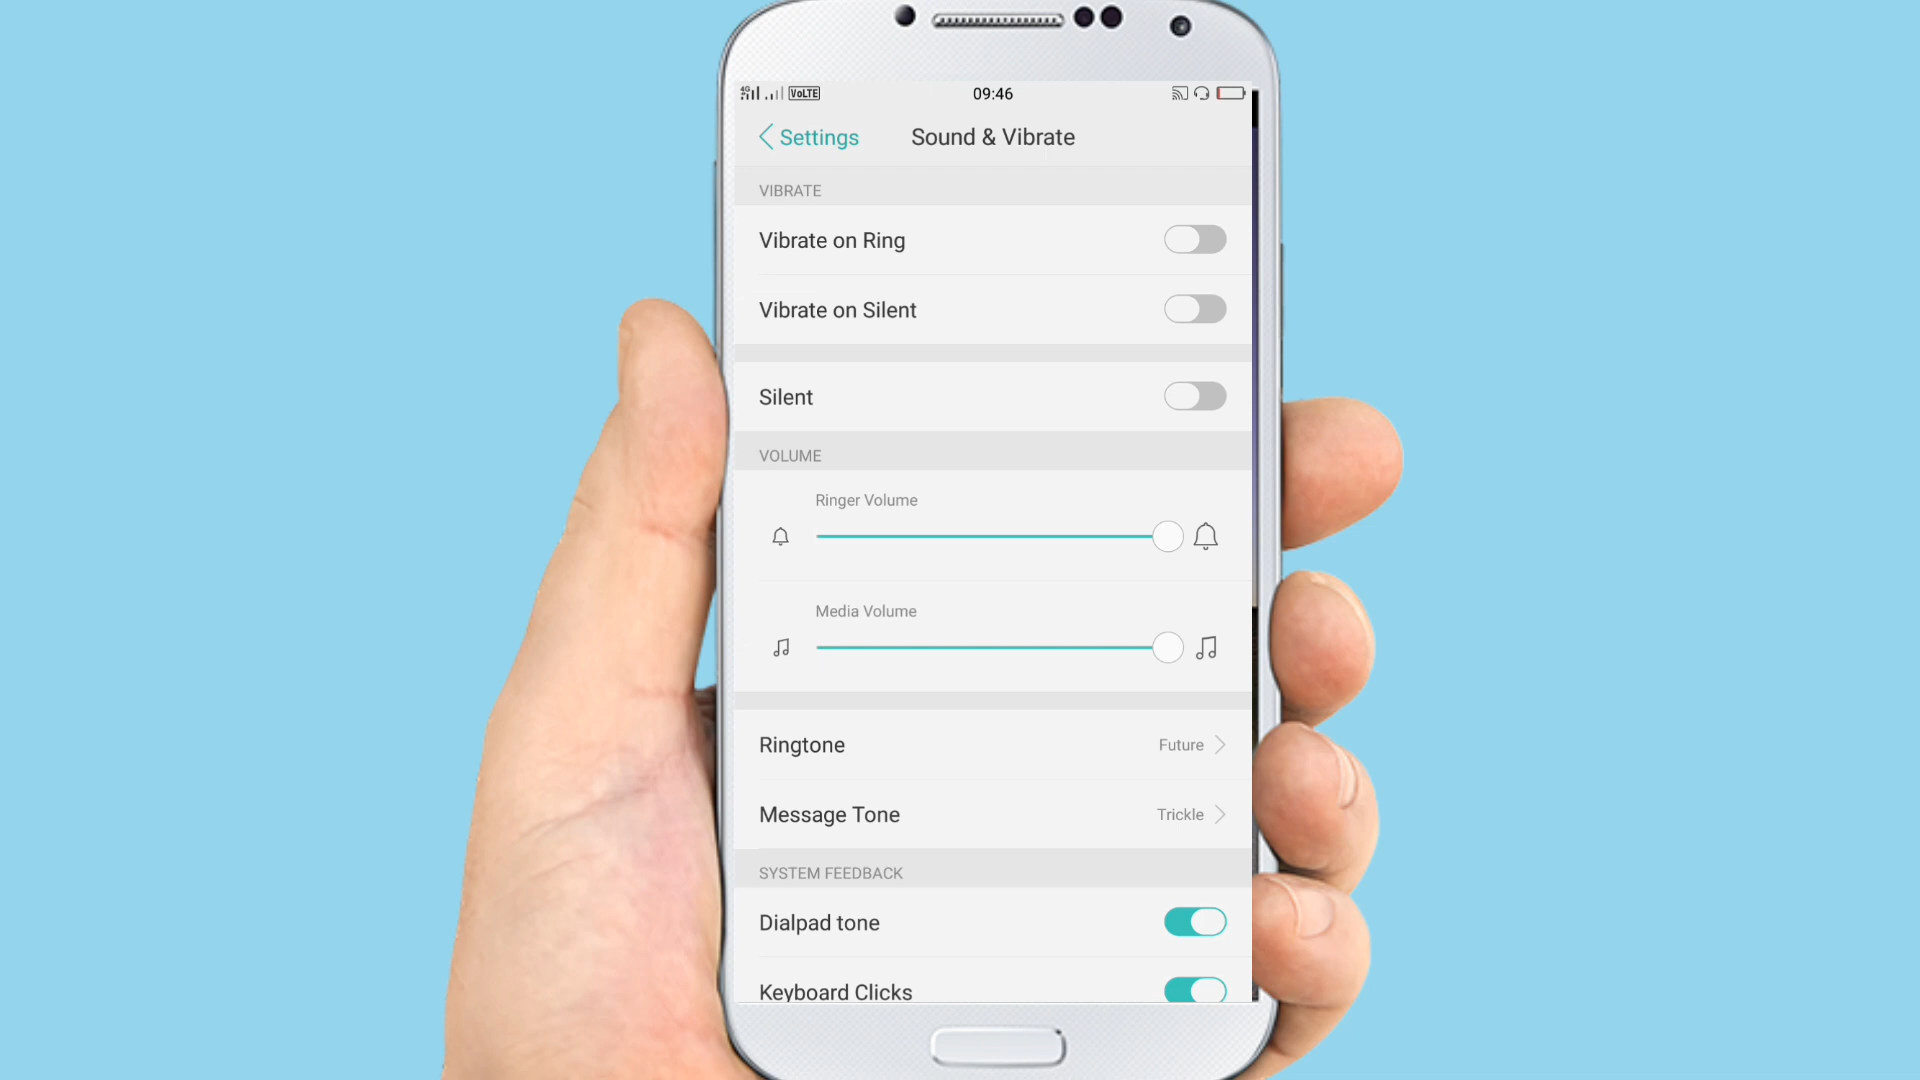 4G VoLTE 09:46
Settings Sound & Vibrate
VIBRATE
Vibrate on Ring
Vibrate on Silent
Silent
VOLUME
Ringer Volume
Media Volume
Ringtone Future
Message Tone Trickle
SYSTEM FEEDBACK
Dialpad tone
Keyboard Clicks